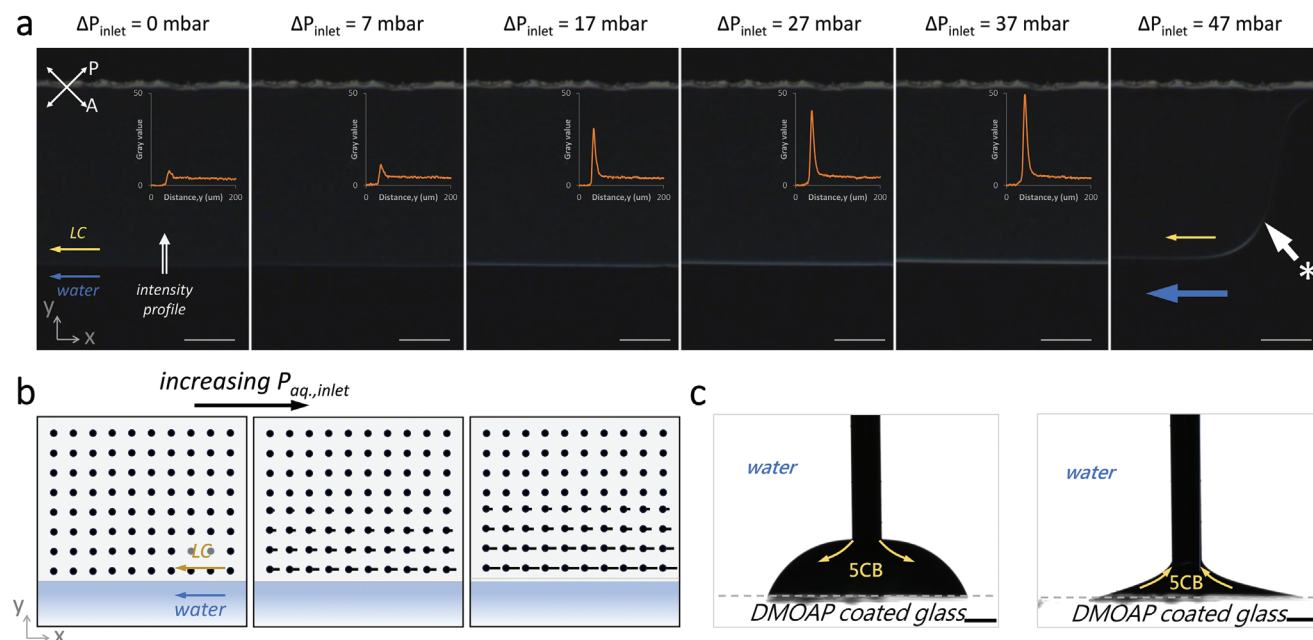 a
ΔPinlet = 0 mbar
ΔPinlet = 7 mbar
ΔPinlet = 17 mbar
ΔPinlet = 27 mbar
ΔPinlet = 37 mbar
ΔPinlet = 47 mbar
P
A
50
Gray value
0
0
200
Distance,y (um)
50
Gray value
0
0
200
Distance,y (um)
50
Gray value
0
0
200
Distance,y (um)
50
Gray value
0
0
200
Distance,y (um)
50
Gray value
0
0
200
Distance,y (um)
LC
water
intensity
profile
y
x
*
b
increasing Paq.,inlet
LC
water
y
x
c
water
5CB
DMOAP coated glass
water
5CB
DMOAP coated glass